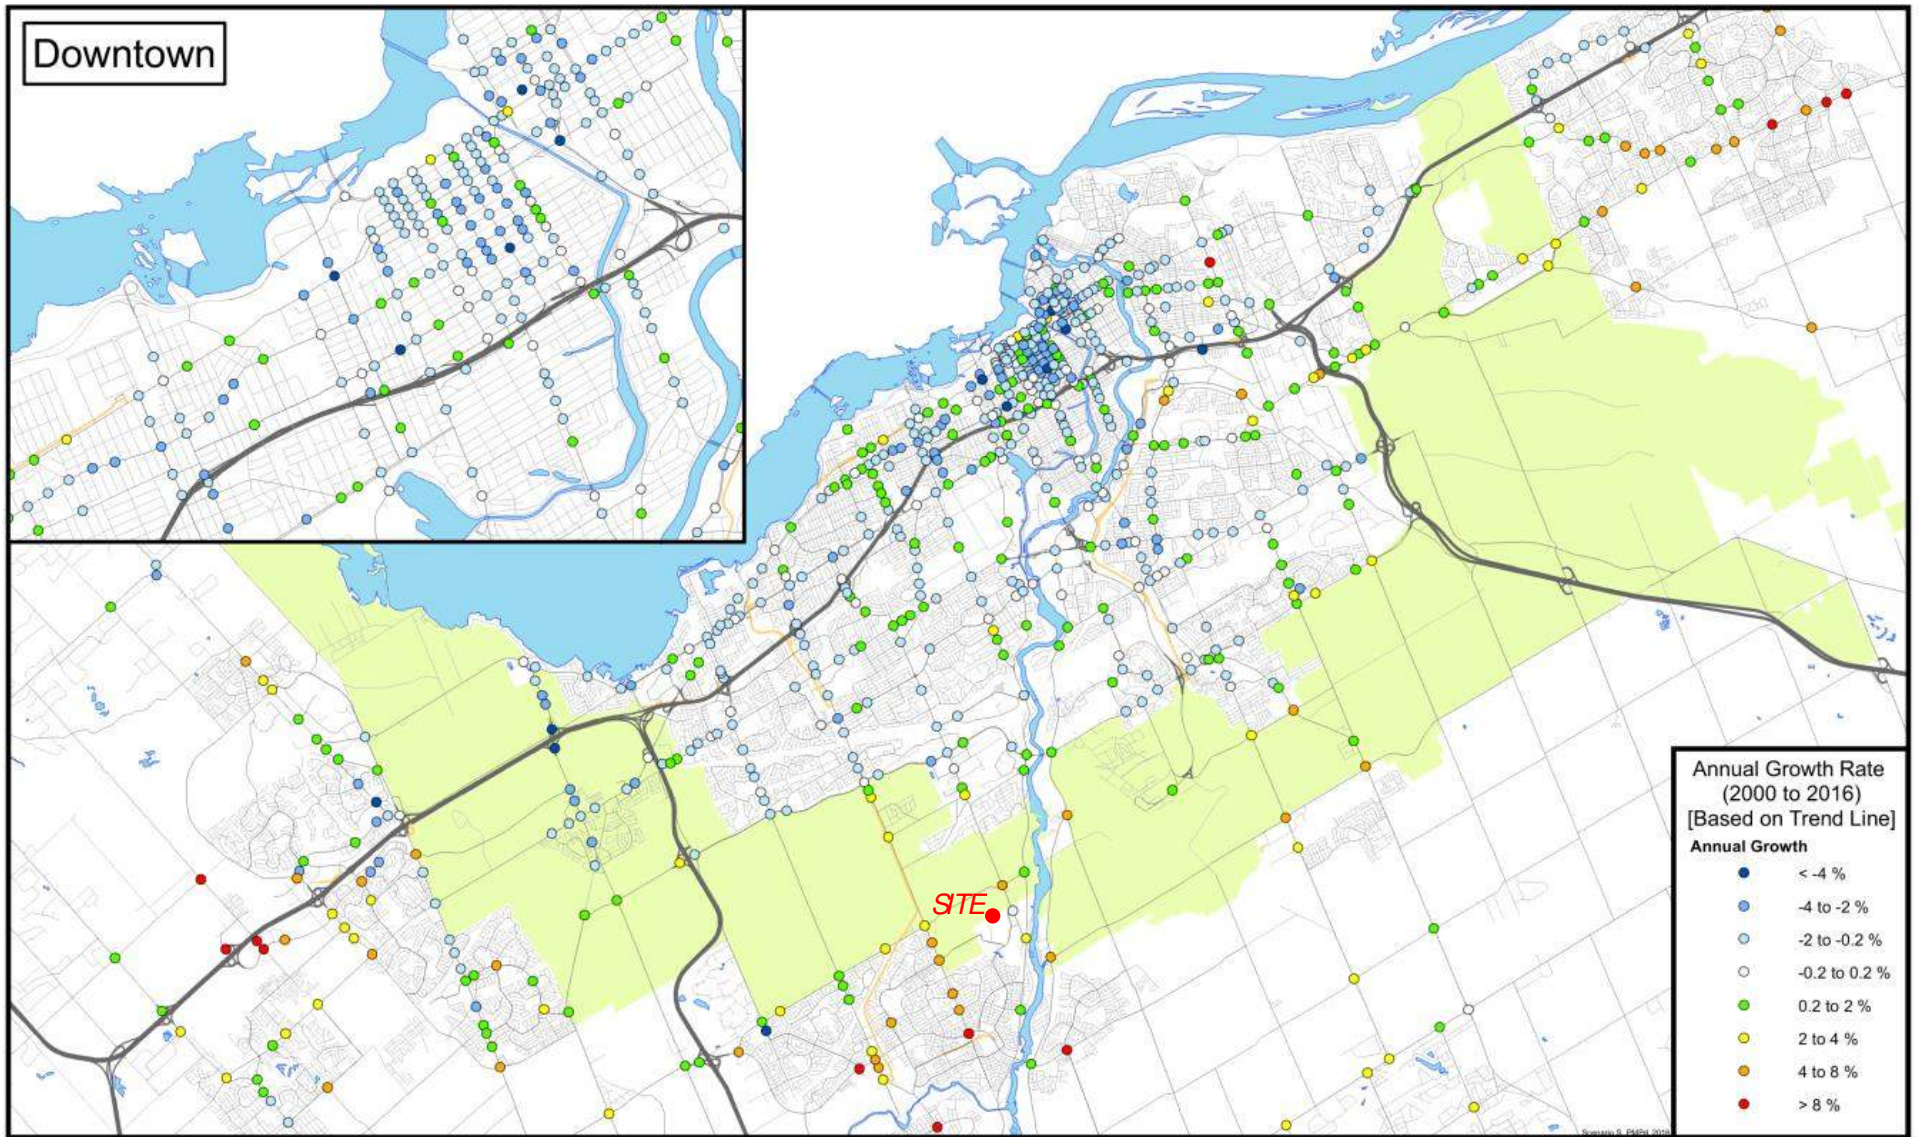 Downtown
SITE
Annual Growth Rate
(2000 to 2016)
[Based on Trend Line]
Annual Growth
< -4 %
-4 to -2 %
-2 to -0.2 %
-0.2 to 0.2 %
0.2 to 2 %
2 to 4 %
4 to 8 %
> 8 %